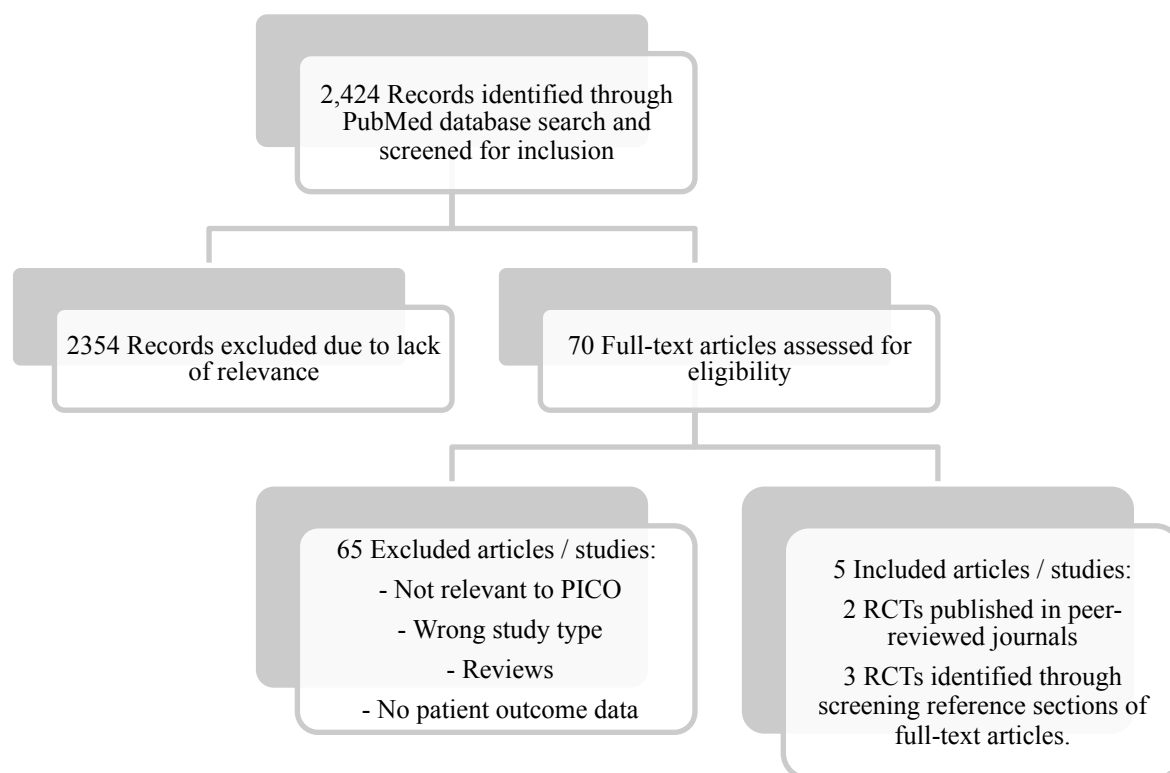 2,424 Records identified through
PubMed database search and
screened for inclusion
2354 Records excluded due to lack
of relevance
70 Full-text articles assessed for
eligibility
65 Excluded articles / studies:
- Not relevant to PICO
- Wrong study type
- Reviews
- No patient outcome data
5 Included articles / studies:
2 RCTs published in peer-
reviewed journals
3 RCTs identified through
screening reference sections of
full-text articles.